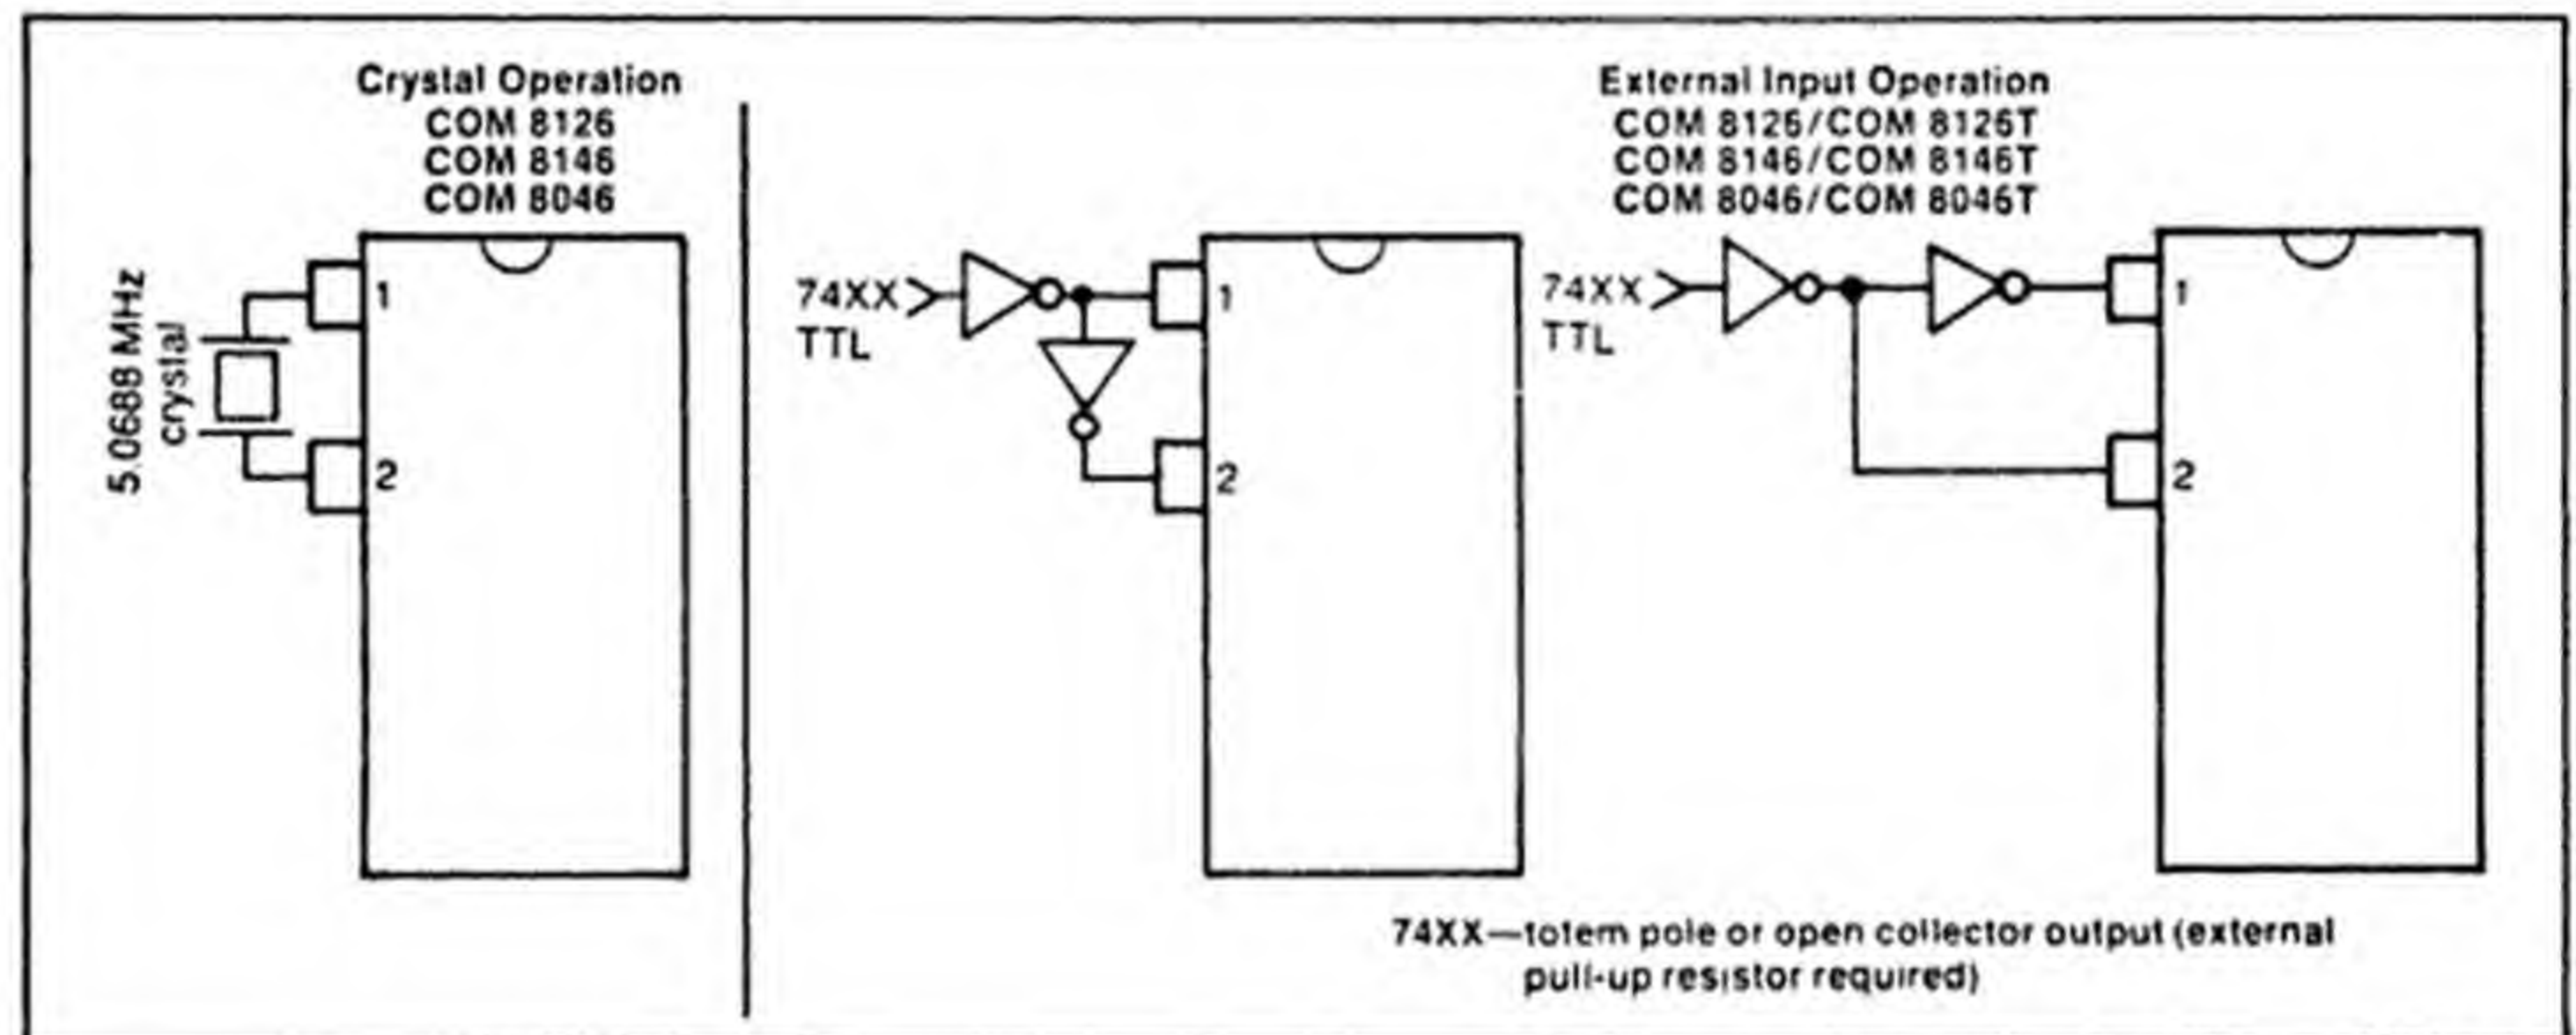 Crystal Operation
COM 8126
COM 8146
COM 8046
5.0688 MHz
crystal
1
2
External Input Operation
COM 8126/COM 8126T
COM 8146/COM 8146T
COM 8046/COM 8046T
74XX
TTL
1
2
74XX
TTL
1
2
74XX—totem pole or open collector output (external
pull-up resistor required)